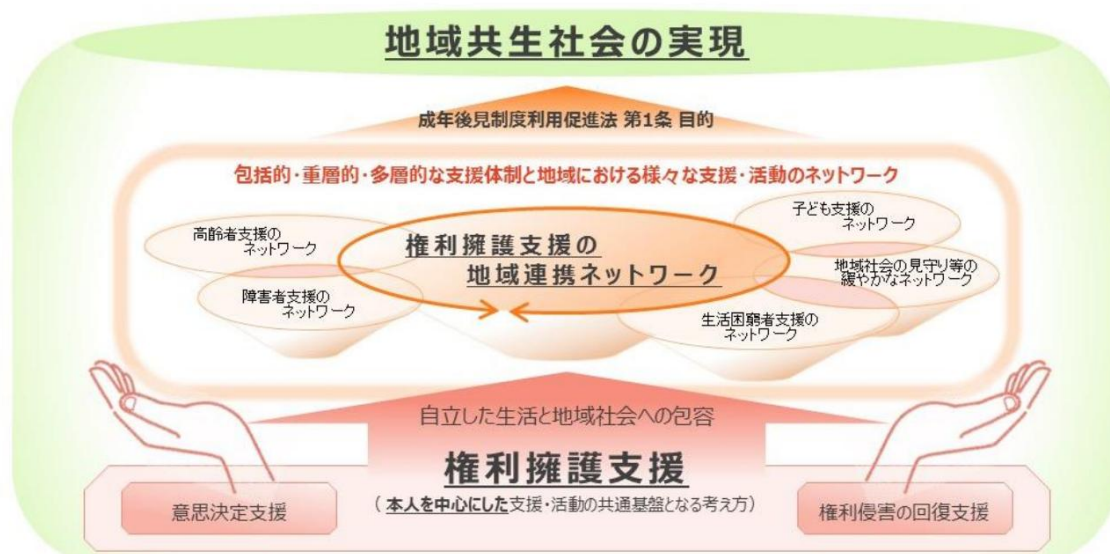 地域共生社会の実現
成年後見制度利用促進法 第1条 目的
包括的・重層的・多層的な支援体制と地域における様々な支援・活動のネットワーク
高齢者支援の
ネットワーク
障害者支援の
ネットワーク
権利擁護支援の
地域連携ネットワーク
子ども支援の
ネットワーク
地域社会の見守り等の
緩やかなネットワーク
生活困窮者支援の
ネットワーク
自立した生活と地域社会への包容
権利擁護支援
（本人を中心にした支援・活動の共通基盤となる考え方）
意思決定支援
権利侵害の回復支援